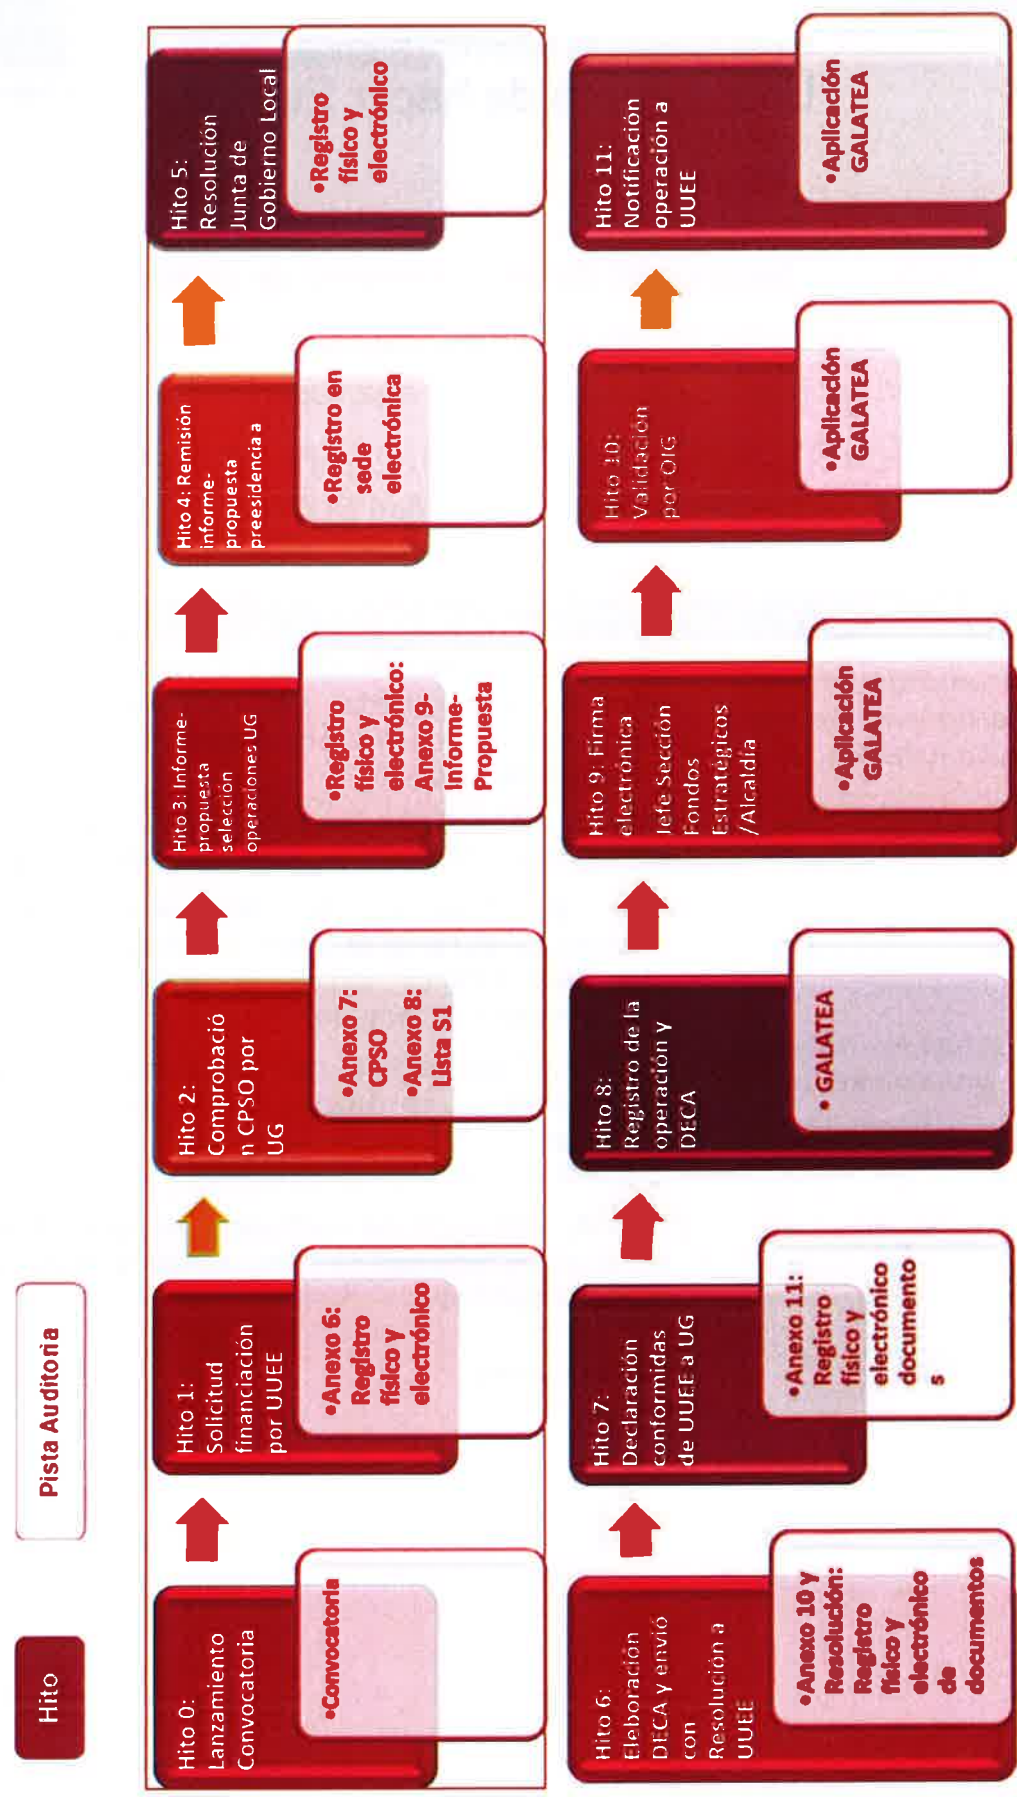 Hito
Pista Auditoria
Hito 0:
Lanzamiento
Convocatoria
•Convocatoria
Hito 1:
Solicitud
financiación
por UUEE
•Anexo 6:
Registro
físico y
electrónico
Hito 2:
Comprobació
n CPSO por
UG
•Anexo 7:
CPSO
•Anexo 8:
Lista S1
Hito 3: Informe-
propuesta
selección
operaciones UG
•Registro
físico y
electrónico:
Anexo 9-
Informe-
Propuesta
Hito 4: Remisión
informe-
propuesta
preesidencia a
•Registro en
sede
electrónica
Hito 5:
Resolución
Junta de
Gobierno Local
•Registro
físico y
electrónico
Hito 6:
Eleboración
DECA y envió
con
Resolución a
UUEE
•Anexo 10 y
Resolución:
Registro
físico y
electrónico
de
documentos
Hito 7:
Declaración
conformidas
de UUEE a UG
•Anexo 11:
Registro
físico y
electrónico
documento
s
Hito 8:
Registro de la
operación y
DECA
• GALATEA
Hito 9: Firma
electrónica
Jefe Sección
Fondos
Estratégicos
/Alcaldía
•Aplicación
GALATEA
Hito 10:
Validación
por OIG
•Aplicación
GALATEA
Hito 11:
Notificación
operación a
UUEE
•Aplicación
GALATEA